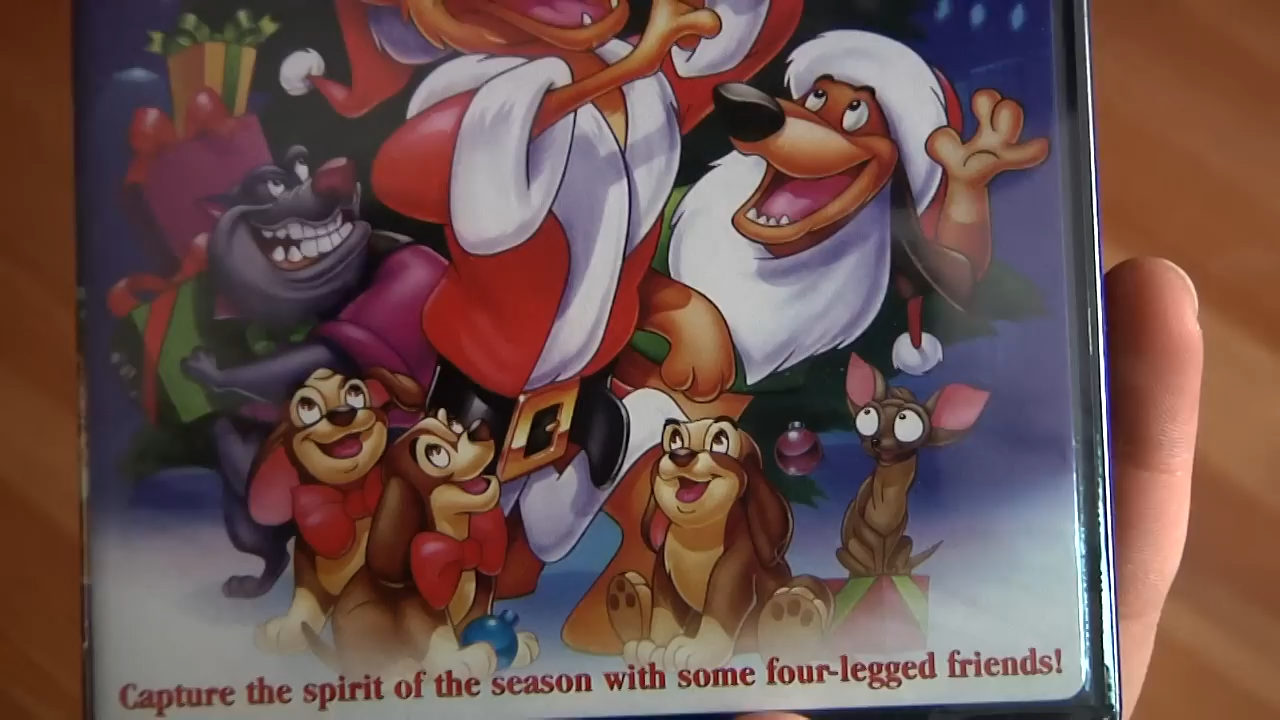 Capture the spirit of the season with some four-legged friends!